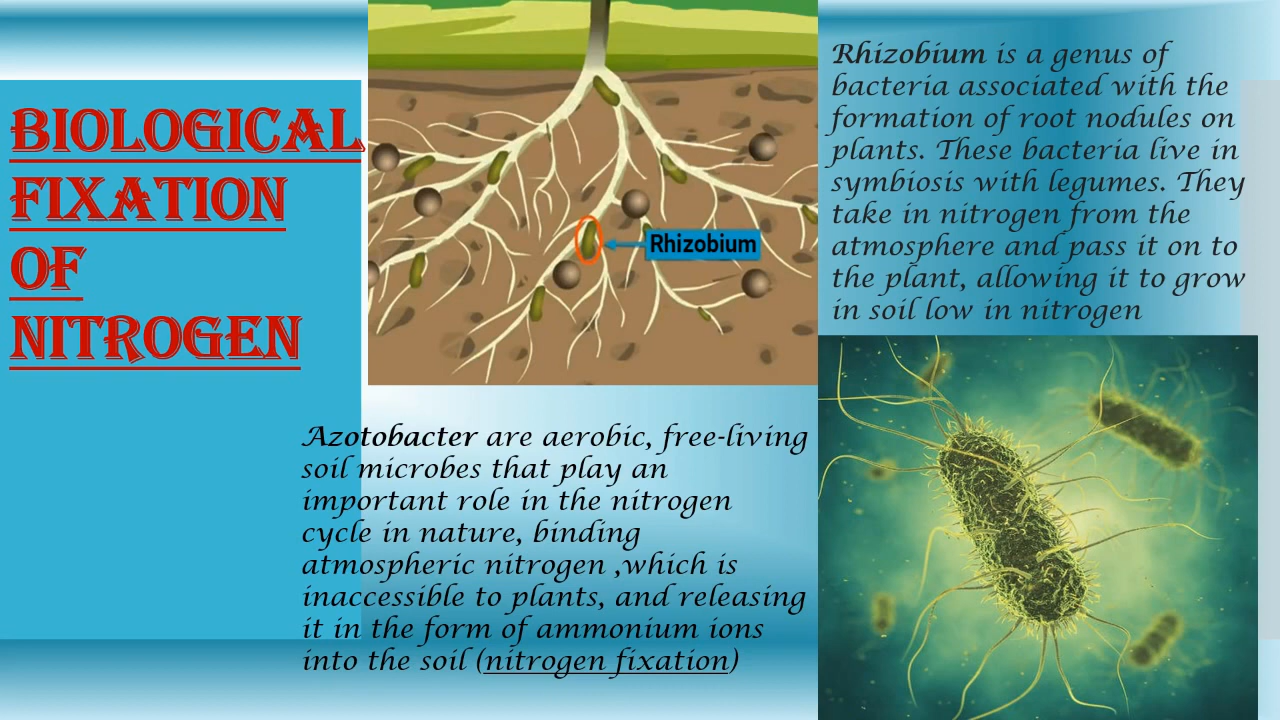 BIOLOGICAL
FIXATION
OF
NITROGEN
Rhizobium
Rhizobium is a genus of
bacteria associated with the
formation of root nodules on
plants. These bacteria live in
symbiosis with legumes. They
take in nitrogen from the
atmosphere and pass it on to
the plant, allowing it to grow
in soil low in nitrogen
Azotobacter are aerobic, free-living
soil microbes that play an
important role in the nitrogen
cycle in nature, binding
atmospheric nitrogen ,which is
inaccessible to plants, and releasing
it in the form of ammonium ions
into the soil (nitrogen fixation)